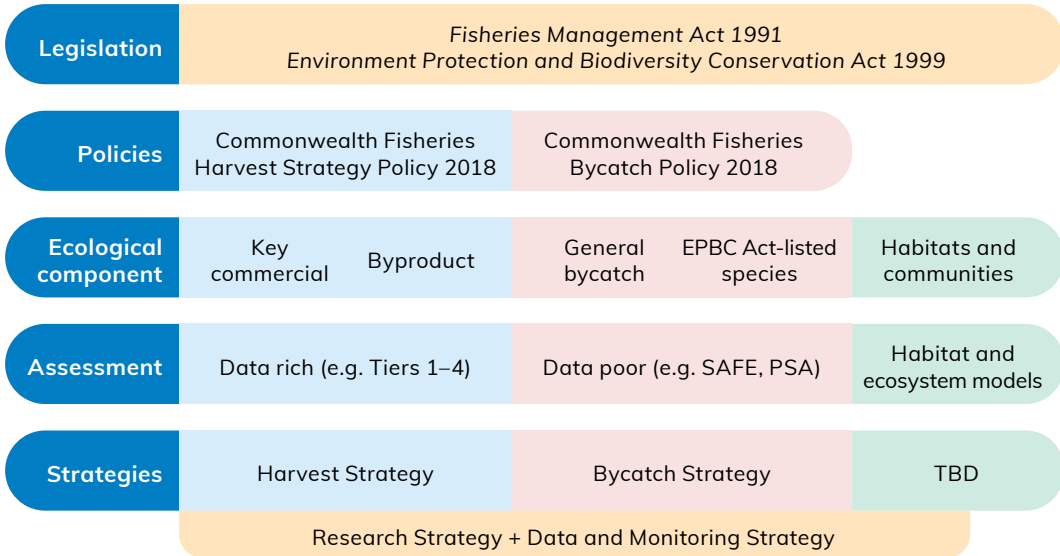 Legislation
Fisheries Management Act 1991
Environment Protection and Biodiversity Conservation Act 1999
Policies
Commonwealth Fisheries
Harvest Strategy Policy 2018
Commonwealth Fisheries
Bycatch Policy 2018
Ecological
component
Key
commercial
Byproduct
General
bycatch
EPBC Act-listed
species
Habitats and
communities
Assessment
Data rich (e.g. Tiers 1–4)
Data poor (e.g. SAFE, PSA)
Habitat and
ecosystem models
Strategies
Harvest Strategy
Bycatch Strategy
TBD
Research Strategy + Data and Monitoring Strategy